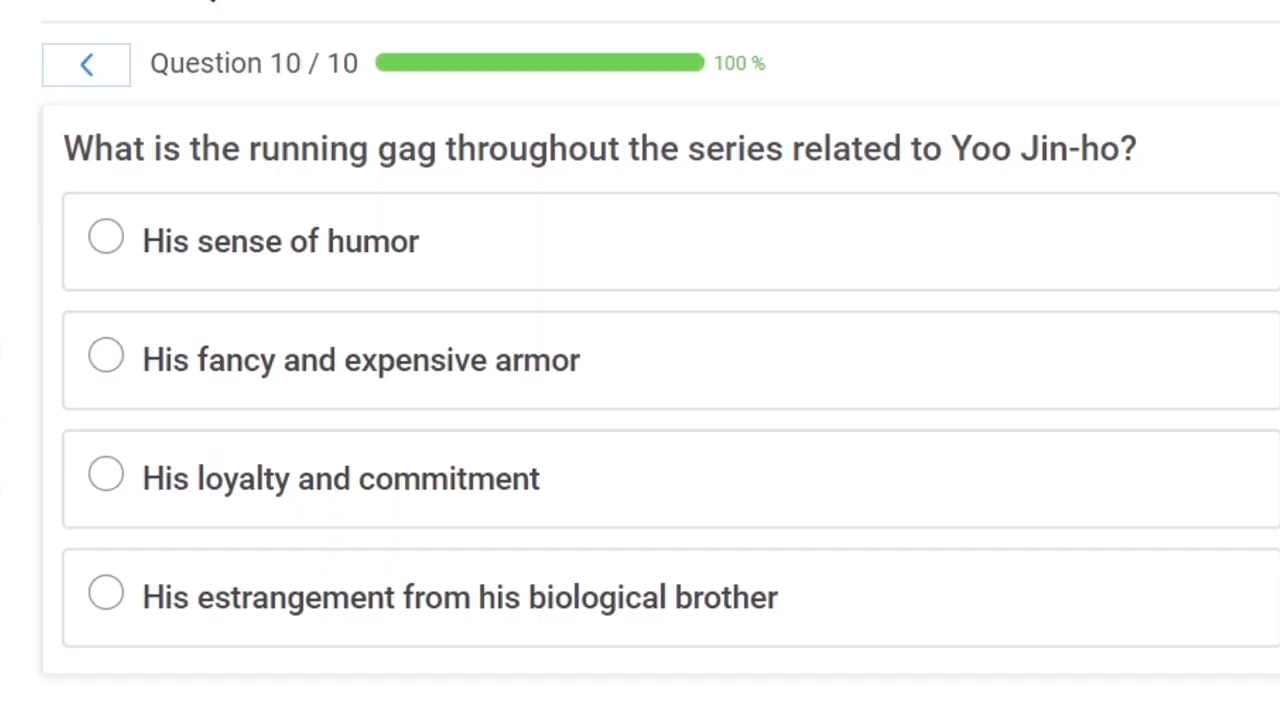 Question 10 / 10
100 %
What is the running gag throughout the series related to Yoo Jin-ho?
His sense of humor
His fancy and expensive armor
His loyalty and commitment
His estrangement from his biological brother